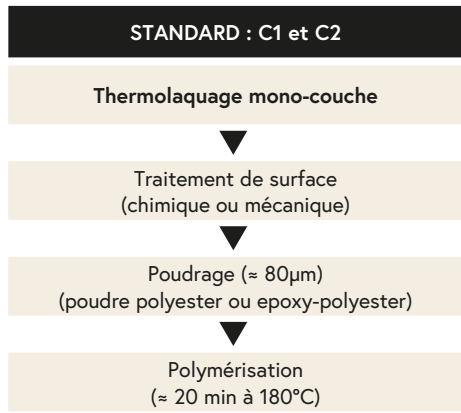 STANDARD : C1 et C2
Thermolaquage mono-couche
Traitement de surface
(chimique ou mécanique)
Poudrage (≈ 80µm)
(poudre polyester ou epoxy-polyester)
Polymérisation
(≈ 20 min à 180°C)